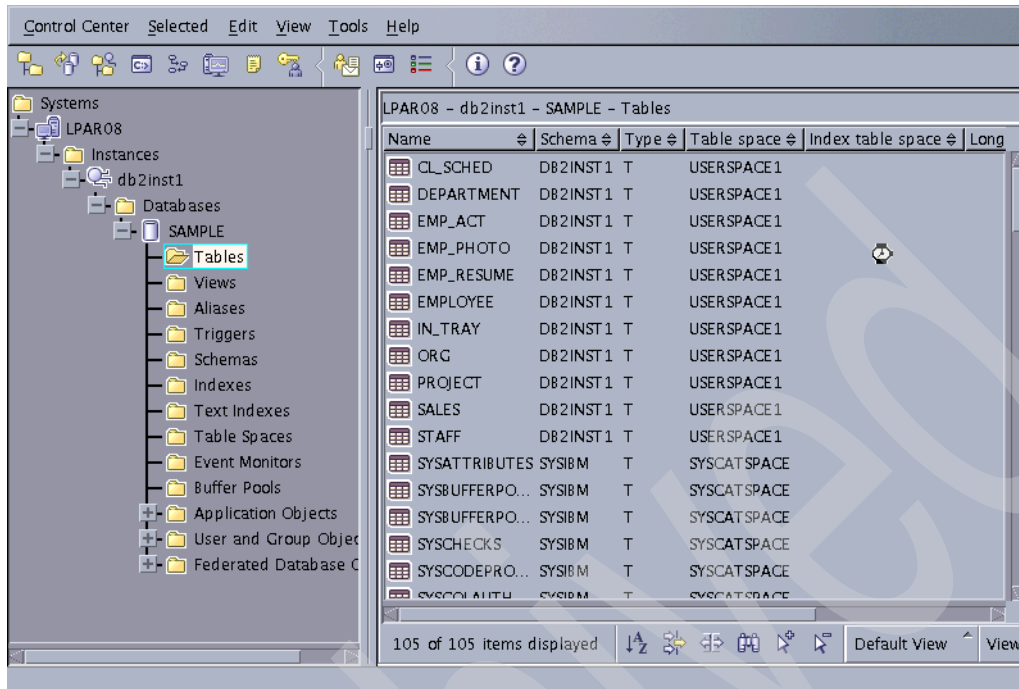 Control Center Selected Edit View Tools Help
Systems
LPAR08
Instances
db2inst1
Databases
SAMPLE
Tables
Views
Aliases
Triggers
Schemas
Indexes
Text Indexes
Table Spaces
Event Monitors
Buffer Pools
Application Objects
User and Group Objec
Federated Database
LPAR08 – db2inst1 – SAMPLE – Tables
Name Schema Type Table space Index table space Long
CL_SCHED DB2INST1 T USERSPACE1
DEPARTMENT DB2INST1 T USERSPACE1
EMP_ACT DB2INST1 T USERSPACE1
EMP_PHOTO DB2INST1 T USERSPACE1
EMP_RESUME DB2INST1 T USERSPACE1
EMPLOYEE DB2INST1 T USERSPACE1
IN_TRAY DB2INST1 T USERSPACE1
ORG DB2INST1 T USERSPACE1
PROJECT DB2INST1 T USERSPACE1
SALES DB2INST1 T USERSPACE1
STAFF DB2INST1 T USERSPACE1
SYSATTRIBUTES SYSIBM T SYSCATSPACE
SYSBUFFERPO... SYSIBM T SYSCATSPACE
SYSBUFFERPO... SYSIBM T SYSCATSPACE
SYSCHECKS SYSIBM T SYSCATSPACE
SYSCODEPRO... SYSIBM T SYSCATSPACE
SYSCOLAUTH SYSIBM T SYSCATSPACE
105 of 105 items displayed Default View View